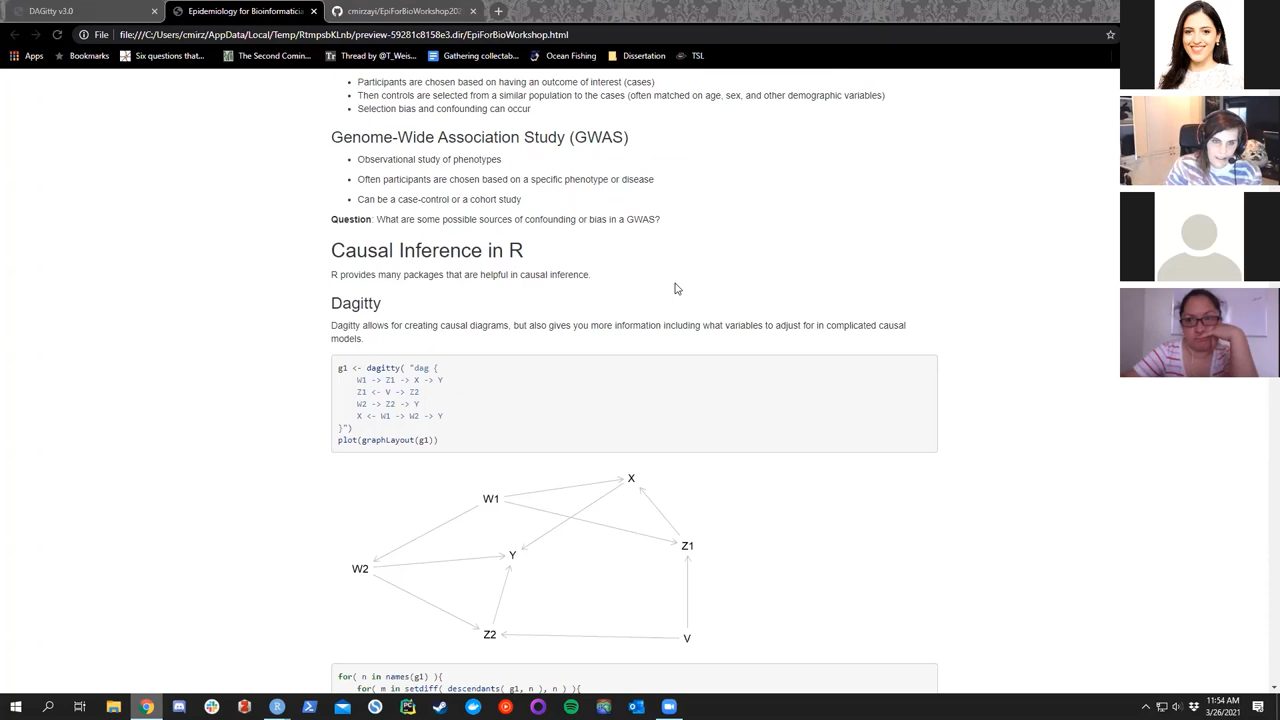 DAGitty v3.0
Epidemiology for Bioinformatici
cmirzayi/EpiForBioWorkshop202
File
file:///C:/Users/cmirz/AppData/Local/Temp/RtmpsbKLnb/preview-59281c8158e3.dir/EpiForBioWorkshop.html
Apps
Bookmarks
Six questions that...
The Second Comin...
Thread by @T_Weis...
Gathering collectab...
Ocean Fishing
Dissertation
TSL
• Participants are chosen based on having an outcome of interest (cases)
• Then controls are selected from a similar population to the cases (often matched on age, sex, and other demographic variables)
• Selection bias and confounding can occur
Genome-Wide Association Study (GWAS)
• Observational study of phenotypes
• Often participants are chosen based on a specific phenotype or disease
• Can be a case-control or a cohort study
Question: What are some possible sources of confounding or bias in a GWAS?
Causal Inference in R
R provides many packages that are helpful in causal inference.
Dagitty
Dagitty allows for creating causal diagrams, but also gives you more information including what variables to adjust for in complicated causal
models.
g1 <- dagitty( "dag {
W1 -> Z1 -> X -> Y
Z1 <- V -> Z2
W2 -> Z2 -> Y
X <- W1 -> W2 -> Y
}")
plot(graphLayout(g1))
X
W1
Z1
Y
W2
Z2
V
for( n in names(g1) ){
for( m in setdiff( descendants( g1, n ), n ) ){
11:54 AM
3/26/2021